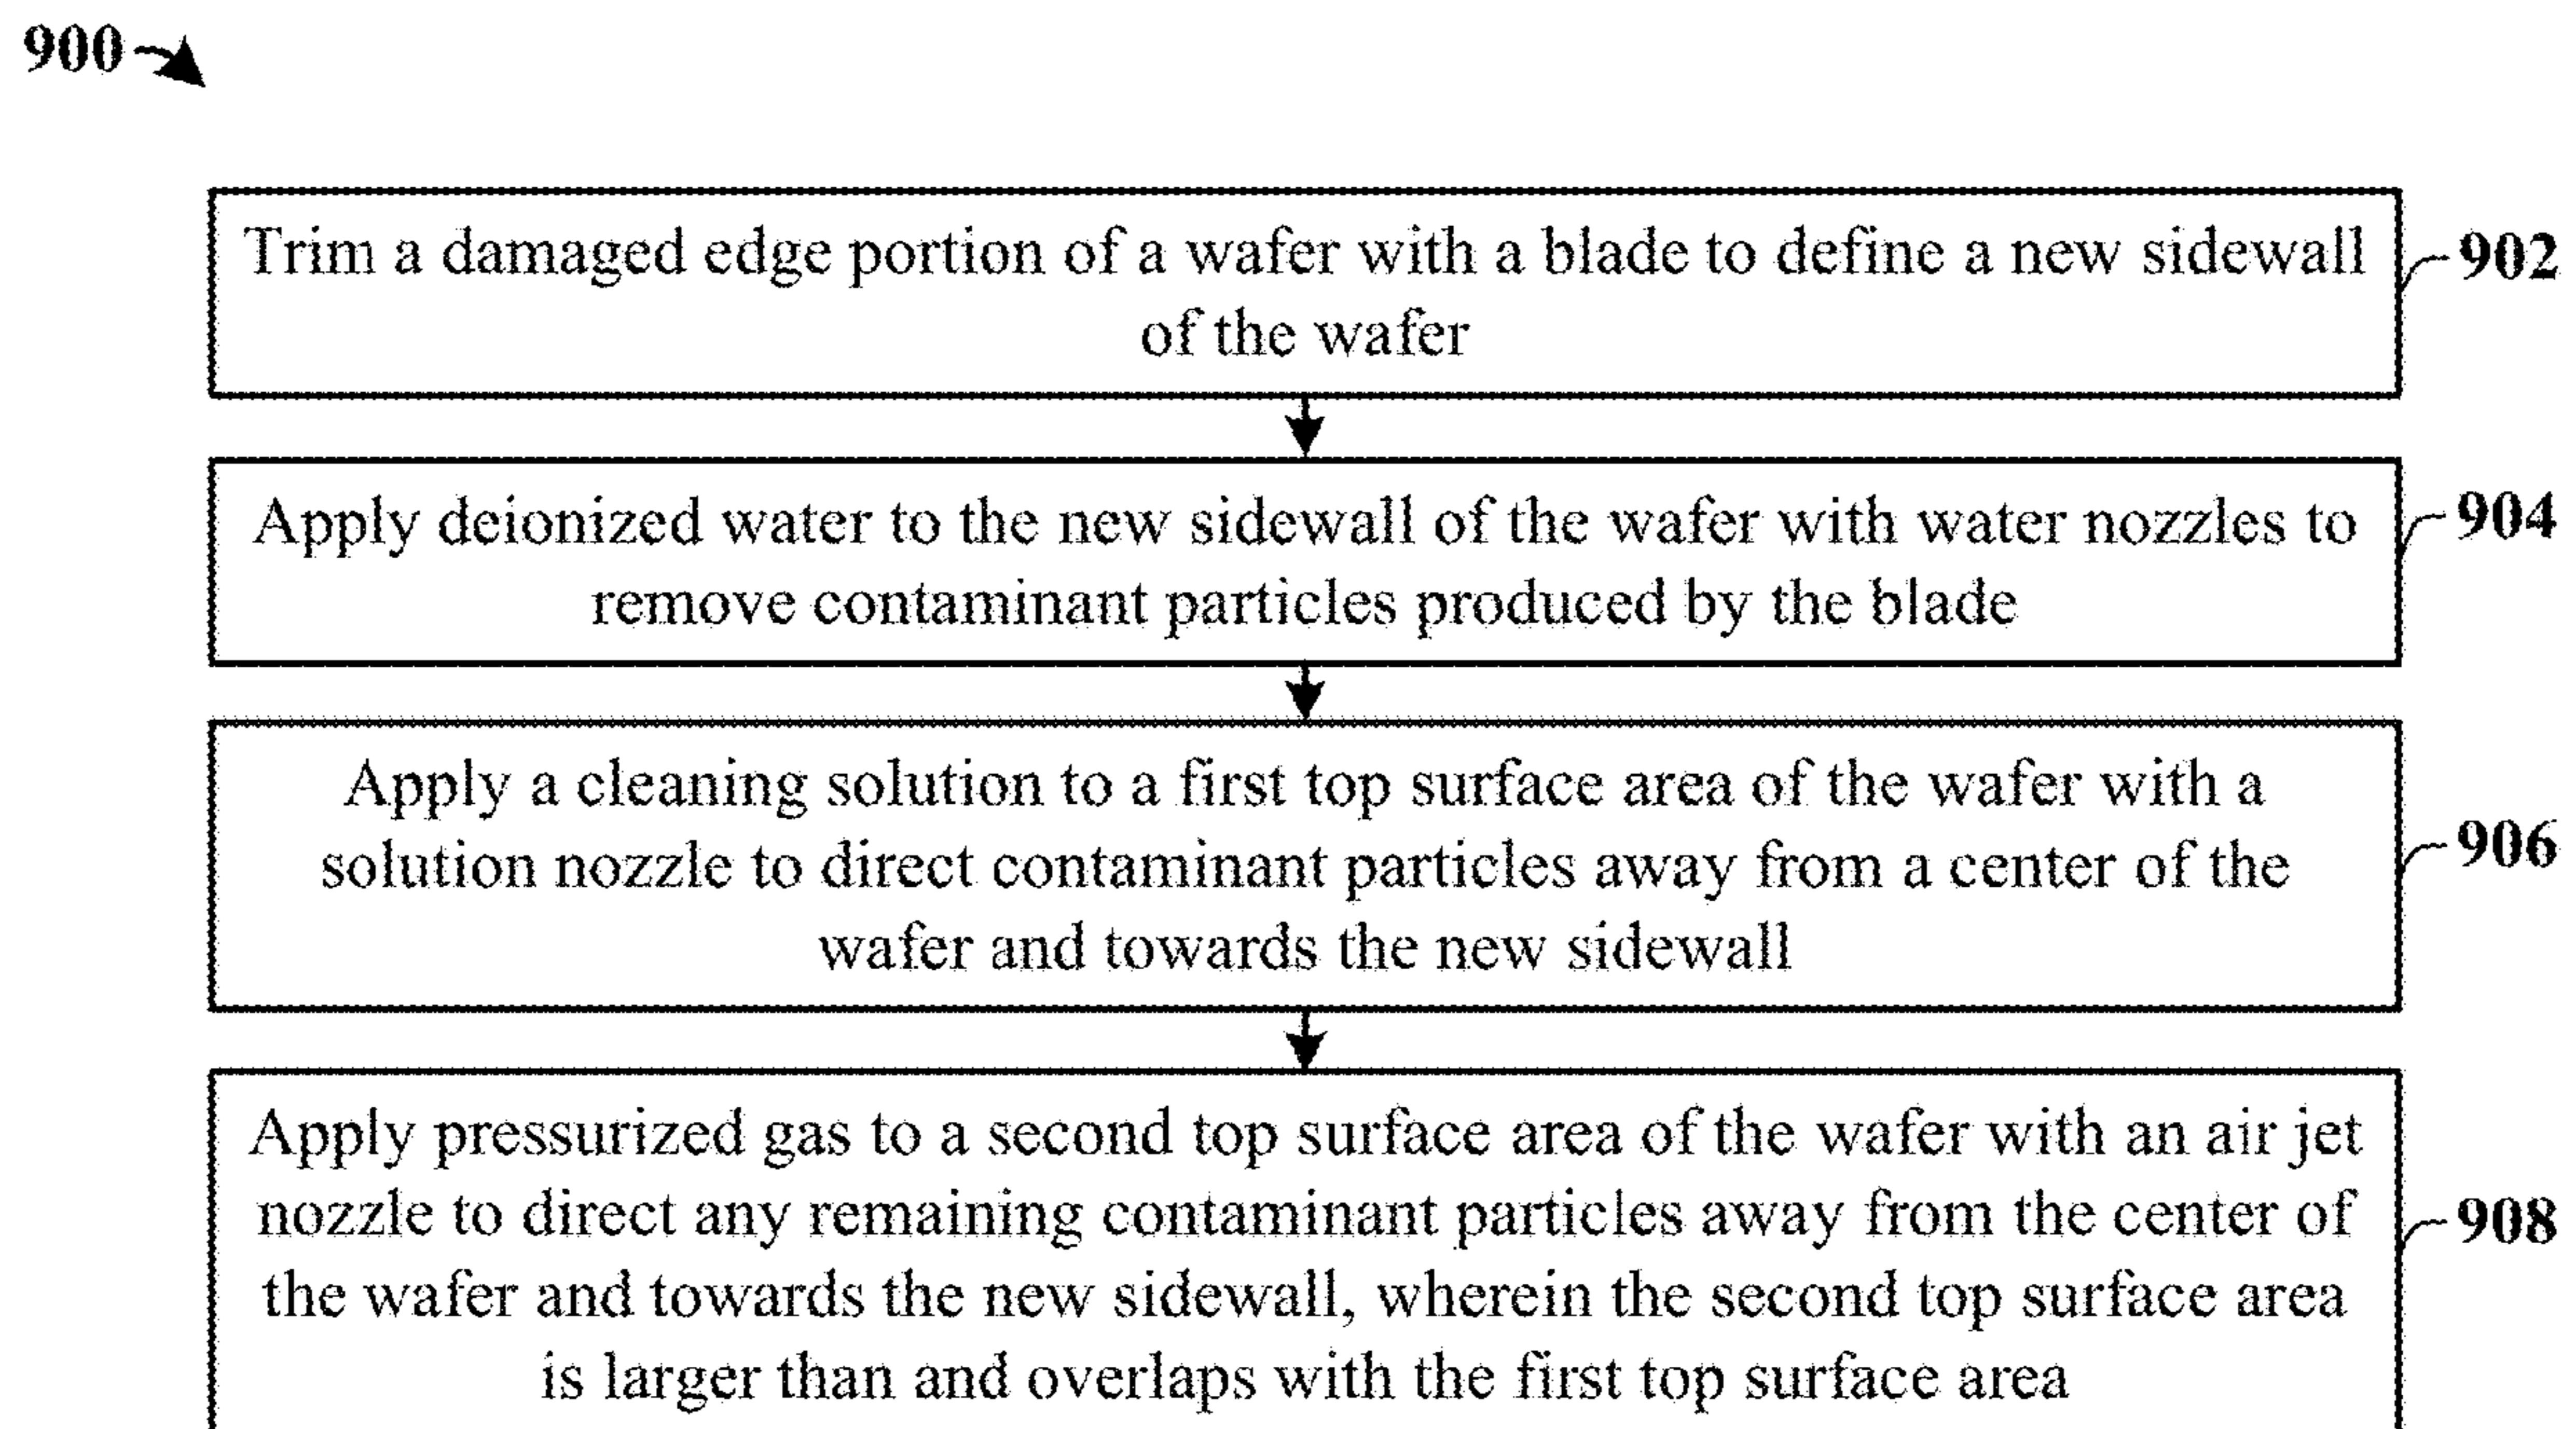 900
Trim a damaged edge portion of a wafer with a blade to define a new sidewall
of the wafer
902
Apply deionized water to the new sidewall of the wafer with water nozzles to
remove contaminant particles produced by the blade
904
Apply a cleaning solution to a first top surface area of the wafer with a
solution nozzle to direct contaminant particles away from a center of the
wafer and towards the new sidewall
906
Apply pressurized gas to a second top surface area of the wafer with an air jet
nozzle to direct any remaining contaminant particles away from the center of
the wafer and towards the new sidewall, wherein the second top surface area
is larger than and overlaps with the first top surface area
908